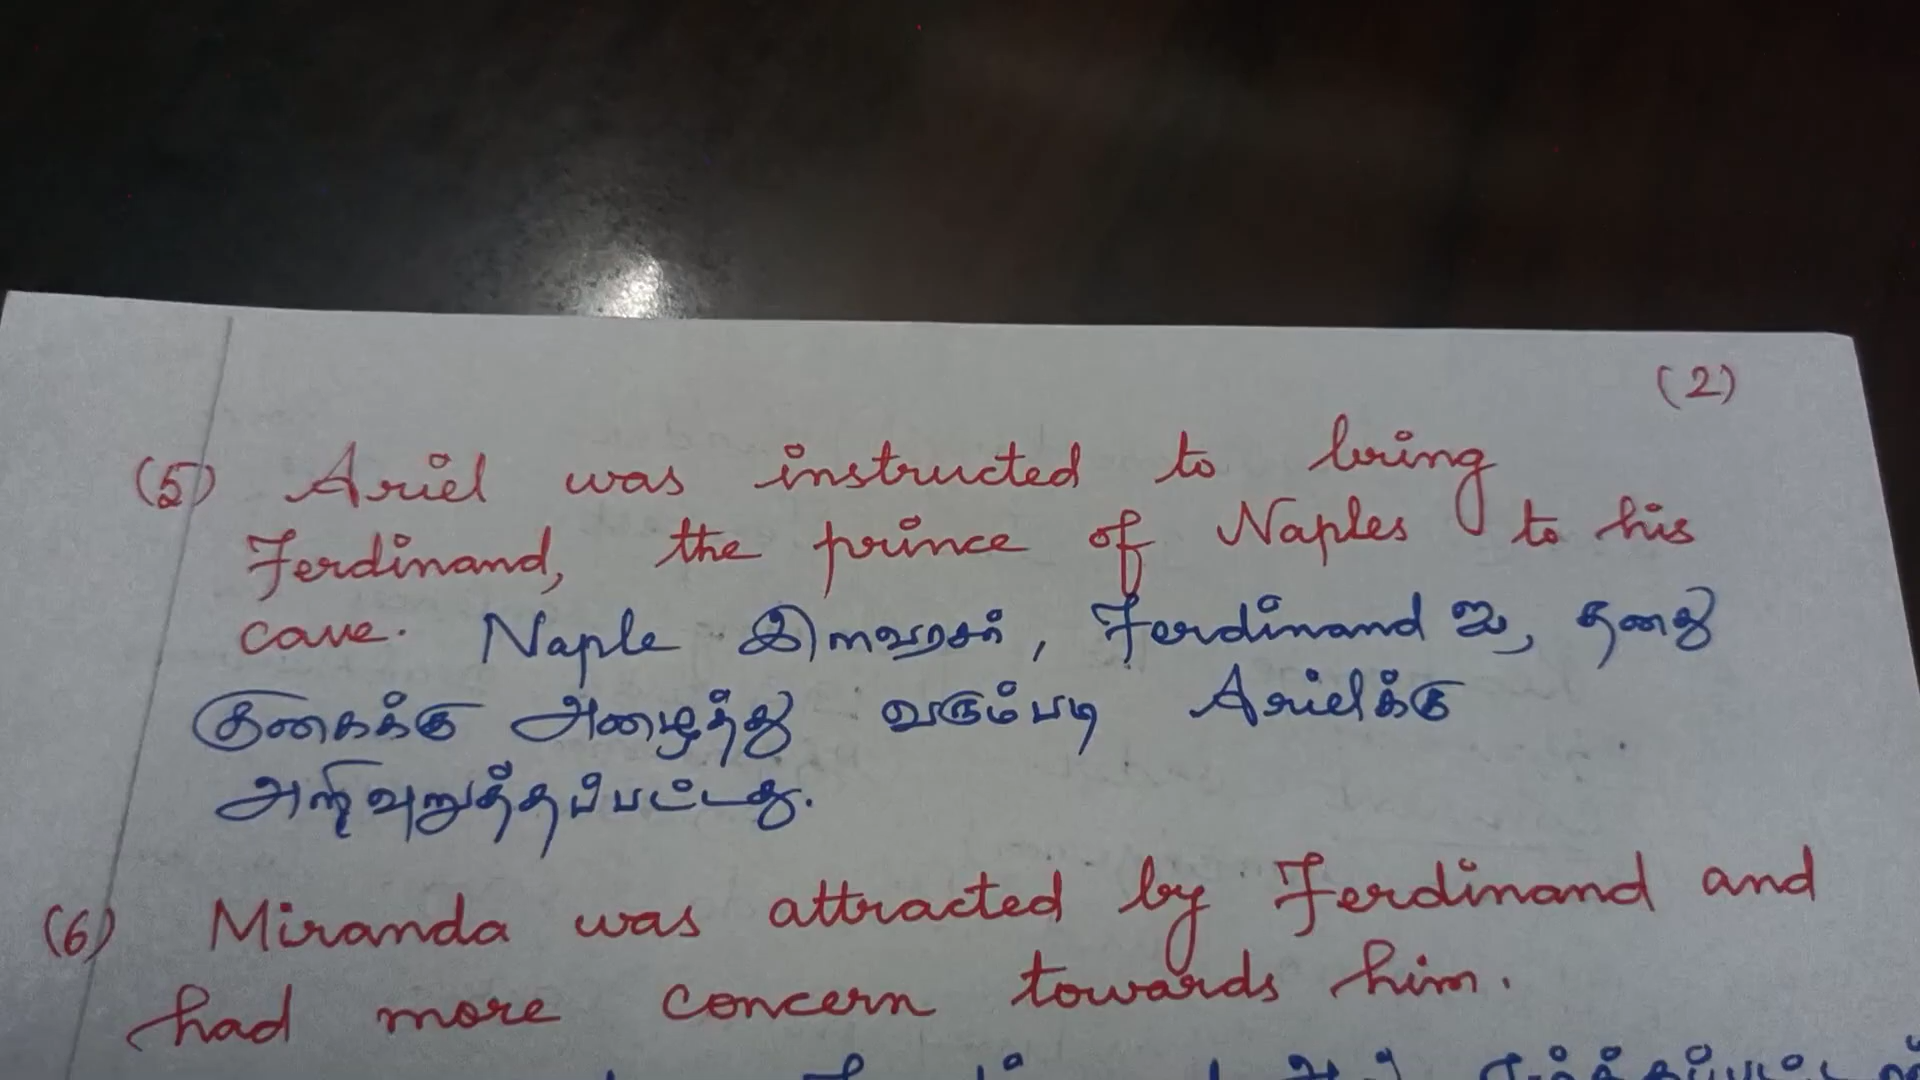 (2)
(5) Ariel was instructed to bring
Ferdinand, the prince of Naples to his
cave. Naple இளவரசர், Ferdinand ஐ, தனது
குகைக்கு அழைத்து வரும்படி Arielக்கு
அறிவுறுத்தப்பட்டது.
(6) Miranda was attracted by Ferdinand and
had more concern towards him.